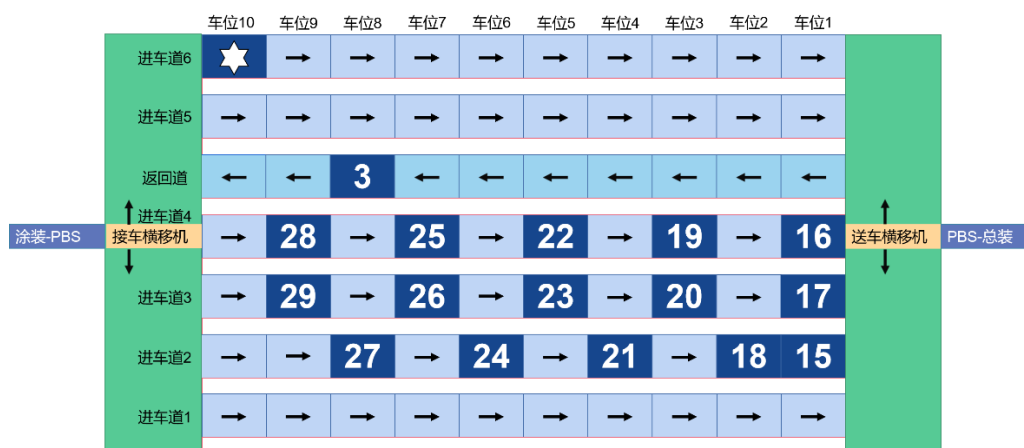 车位10 车位9 车位8 车位7 车位6 车位5 车位4 车位3 车位2 车位1
进车道6
进车道5
返回道 3
进车道4 28 25 22 19 16
涂装-PBS 接车横移机 送车横移机 PBS-总装
进车道3 29 26 23 20 17
进车道2 27 24 21 18 15
进车道1